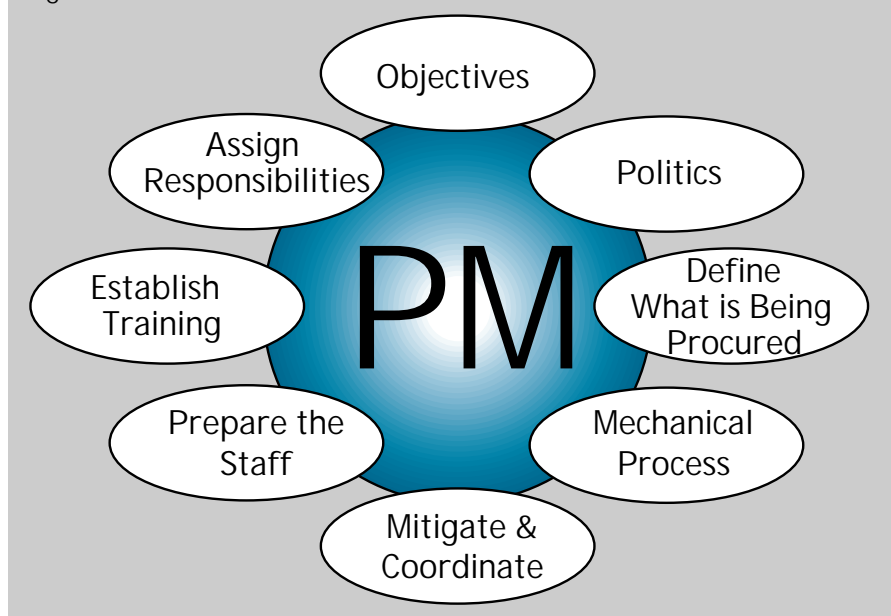 Objectives
Assign
Responsibilities
Politics
PM
Establish
Training
Define
What is Being
Procured
Prepare the
Staff
Mechanical
Process
Mitigate &
Coordinate